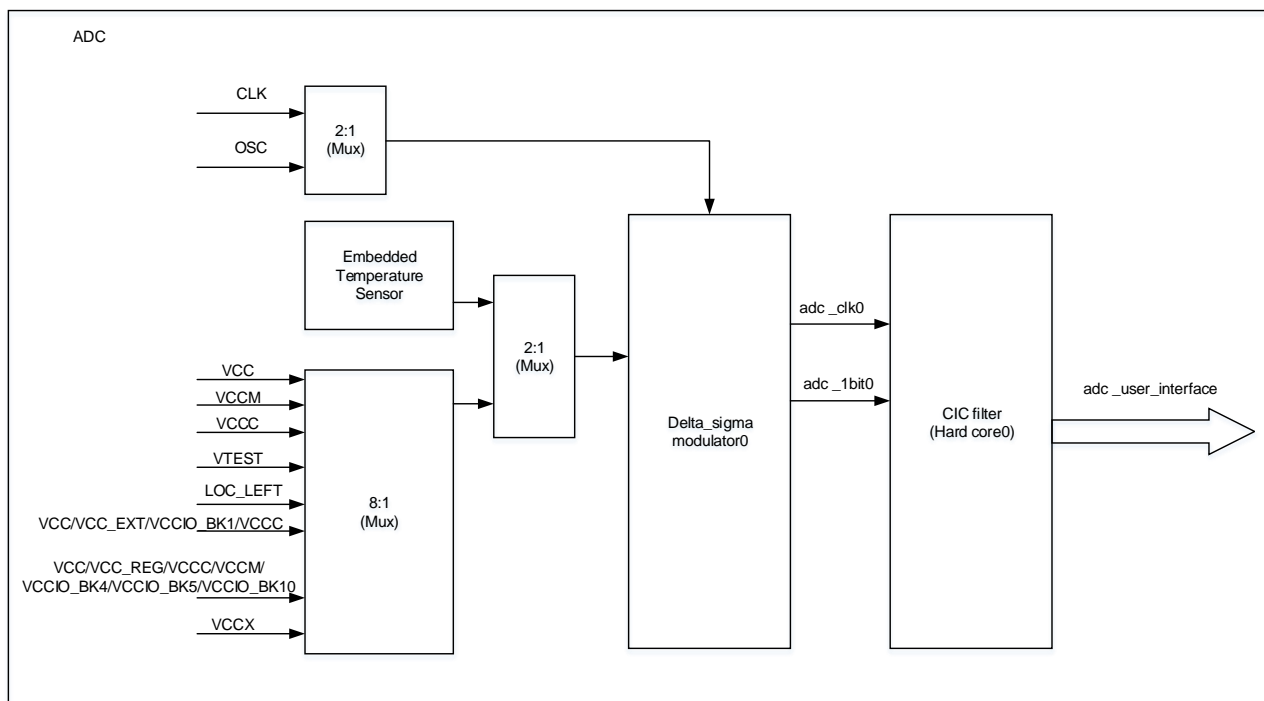 ADC
CLK
OSC
2:1
(Mux)
Embedded
Temperature
Sensor
2:1
(Mux)
VCC
VCCM
VCCC
VTEST
LOC_LEFT
VCC/VCC_EXT/VCCIO_BK1/VCCC
VCC/VCC_REG/VCCC/VCCM/
VCCIO_BK4/VCCIO_BK5/VCCIO_BK10
VCCX
8:1
(Mux)
Delta_sigma
modulator0
adc _clk0
adc _1bit0
CIC filter
(Hard core0)
adc _user_interface